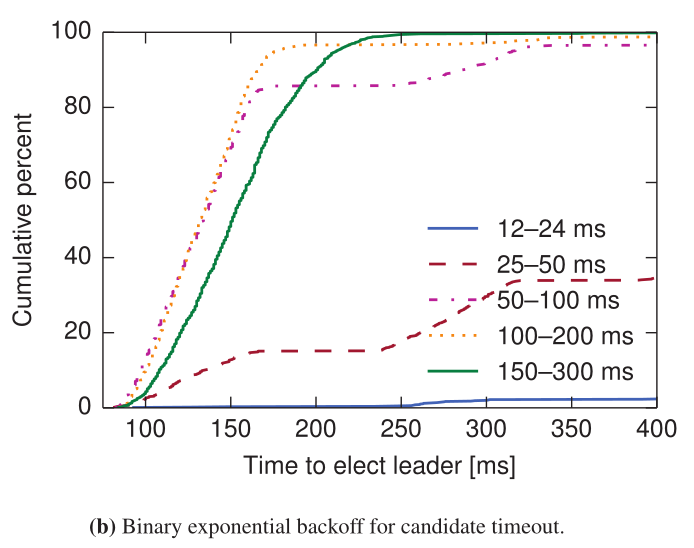 100
80
60
40
20
0
Cumulative percent
12–24 ms
25–50 ms
50–100 ms
100–200 ms
150–300 ms
100 150 200 250 300 350 400
Time to elect leader [ms]
(b) Binary exponential backoff for candidate timeout.